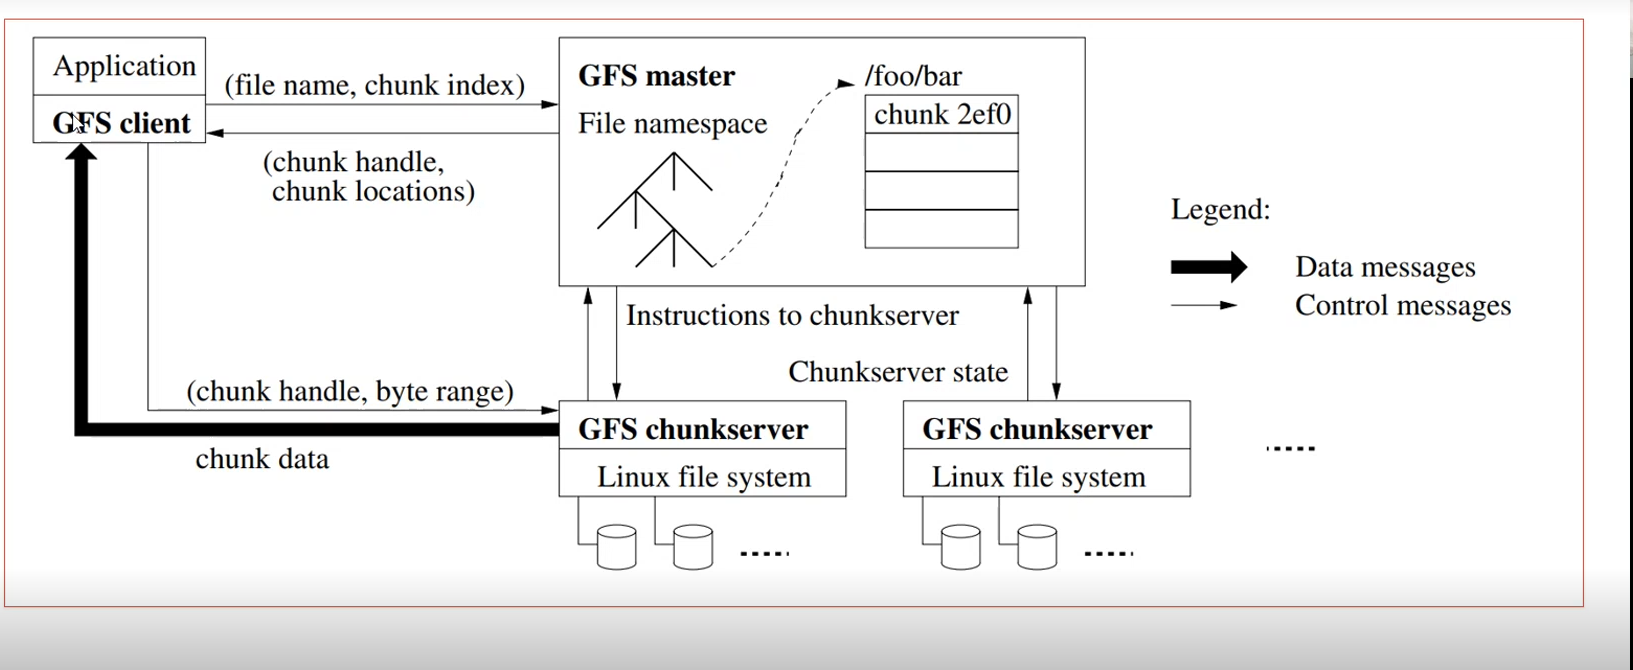 Application
GFS client
(file name, chunk index)
(chunk handle,
chunk locations)
GFS master
File namespace
/foo/bar
chunk 2ef0
Legend:
Data messages
Control messages
Instructions to chunkserver
Chunkserver state
(chunk handle, byte range)
chunk data
GFS chunkserver
Linux file system
GFS chunkserver
Linux file system